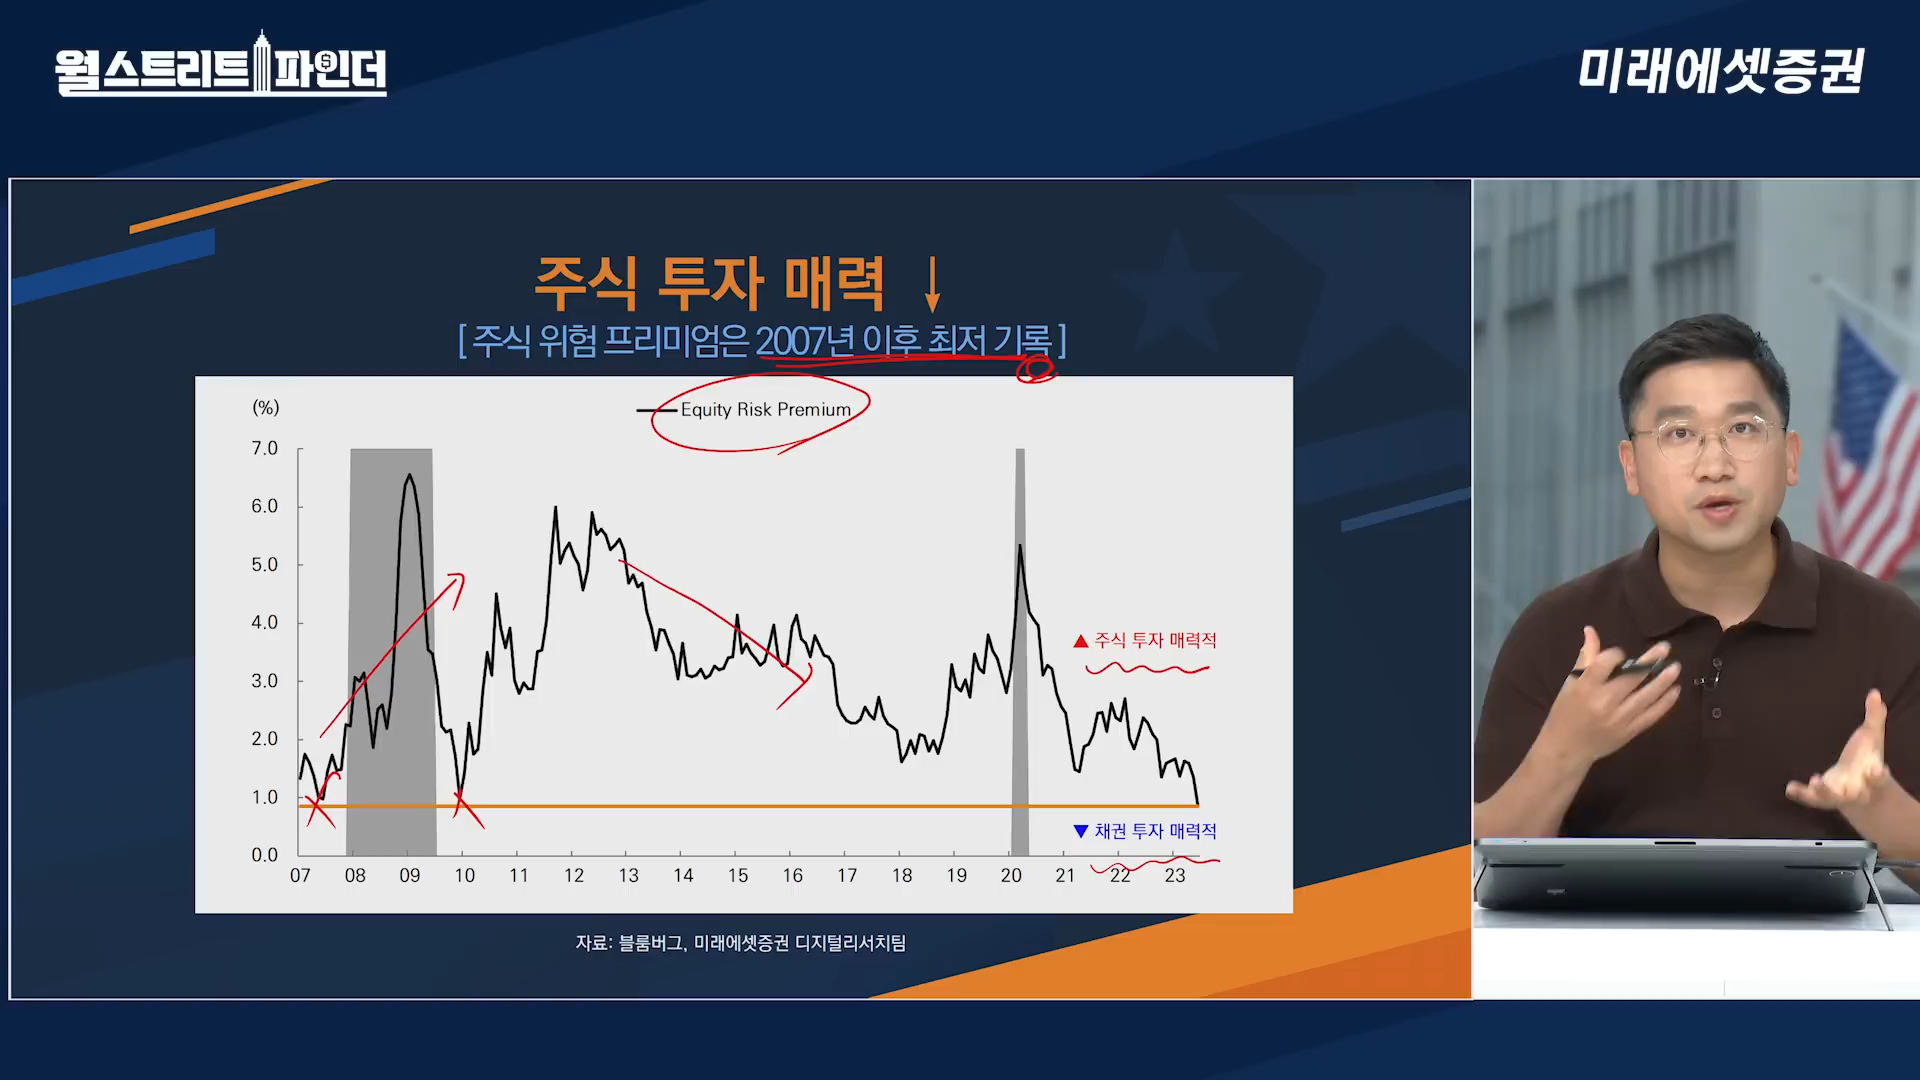 월스트리트파인더
미래에셋증권
주식 투자 매력 ↓
[ 주식 위험 프리미엄은 2007년 이후 최저 기록 ]
(%)
Equity Risk Premium
7.0
6.0
5.0
4.0
3.0
2.0
1.0
0.0
▲ 주식 투자 매력적
▼ 채권 투자 매력적
07 08 09 10 11 12 13 14 15 16 17 18 19 20 21 22 23
자료: 블룸버그, 미래에셋증권 디지털리서치팀